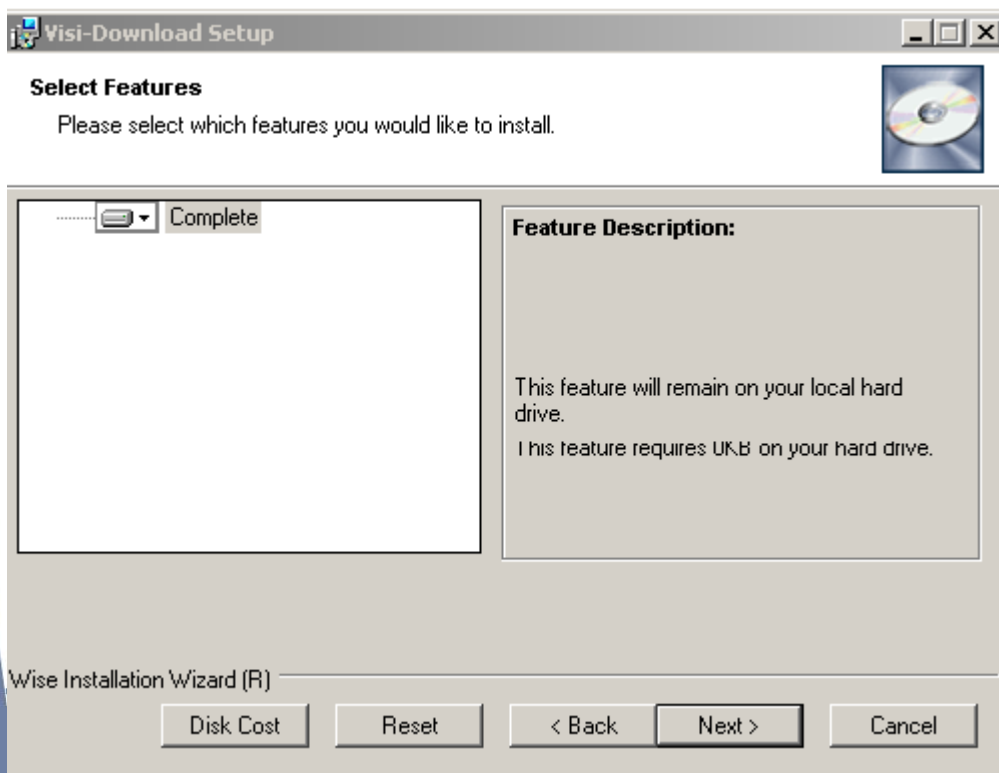 Visi-Download Setup
Select Features
Please select which features you would like to install.
Complete
Feature Description:
This feature will remain on your local hard
drive.
This feature requires 0KB on your hard drive.
Wise Installation Wizard (R)
Disk Cost
Reset
< Back
Next >
Cancel